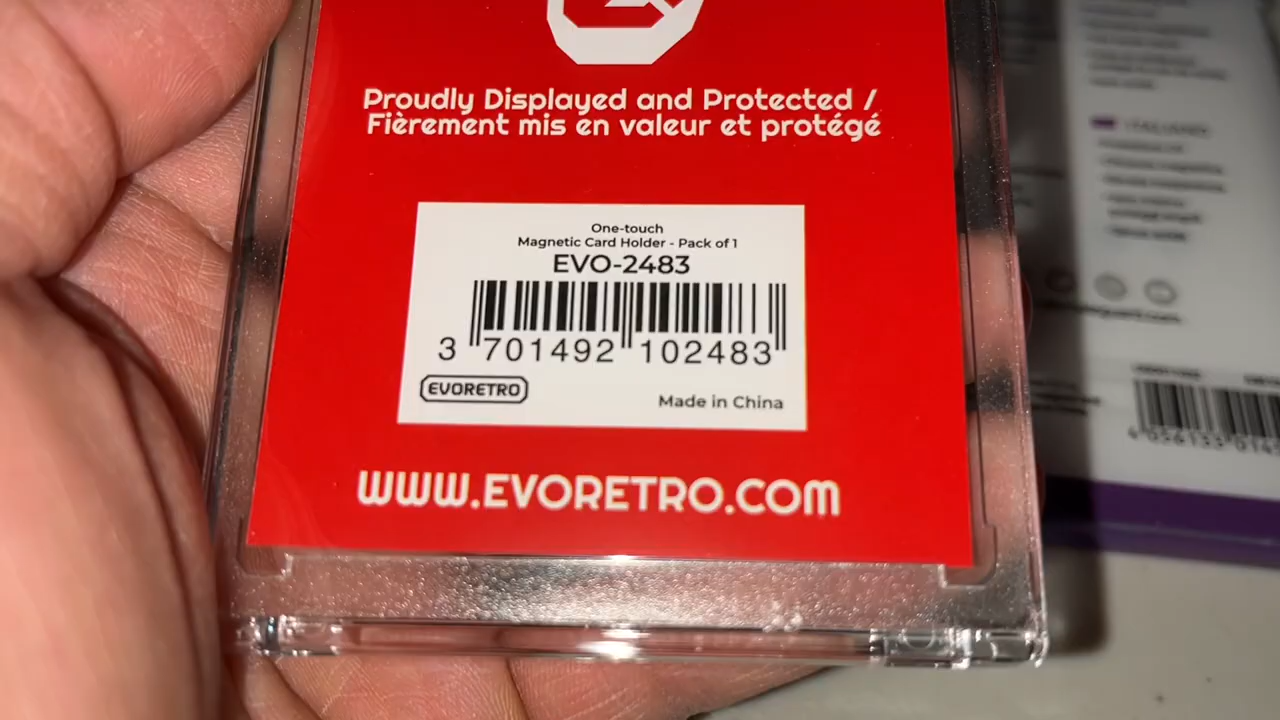 Proudly Displayed and Protected /
Fièrement mis en valeur et protégé
One-touch
Magnetic Card Holder - Pack of 1
EVO-2483
3 701492 102483
EVORETRO
Made in China
WWW.EVORETRO.COM
ITALIANO